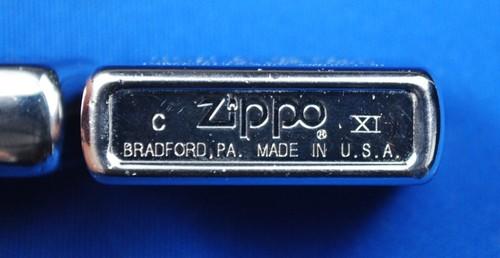 C Zippo® XI
BRADFORD, PA. MADE IN U.S.A.